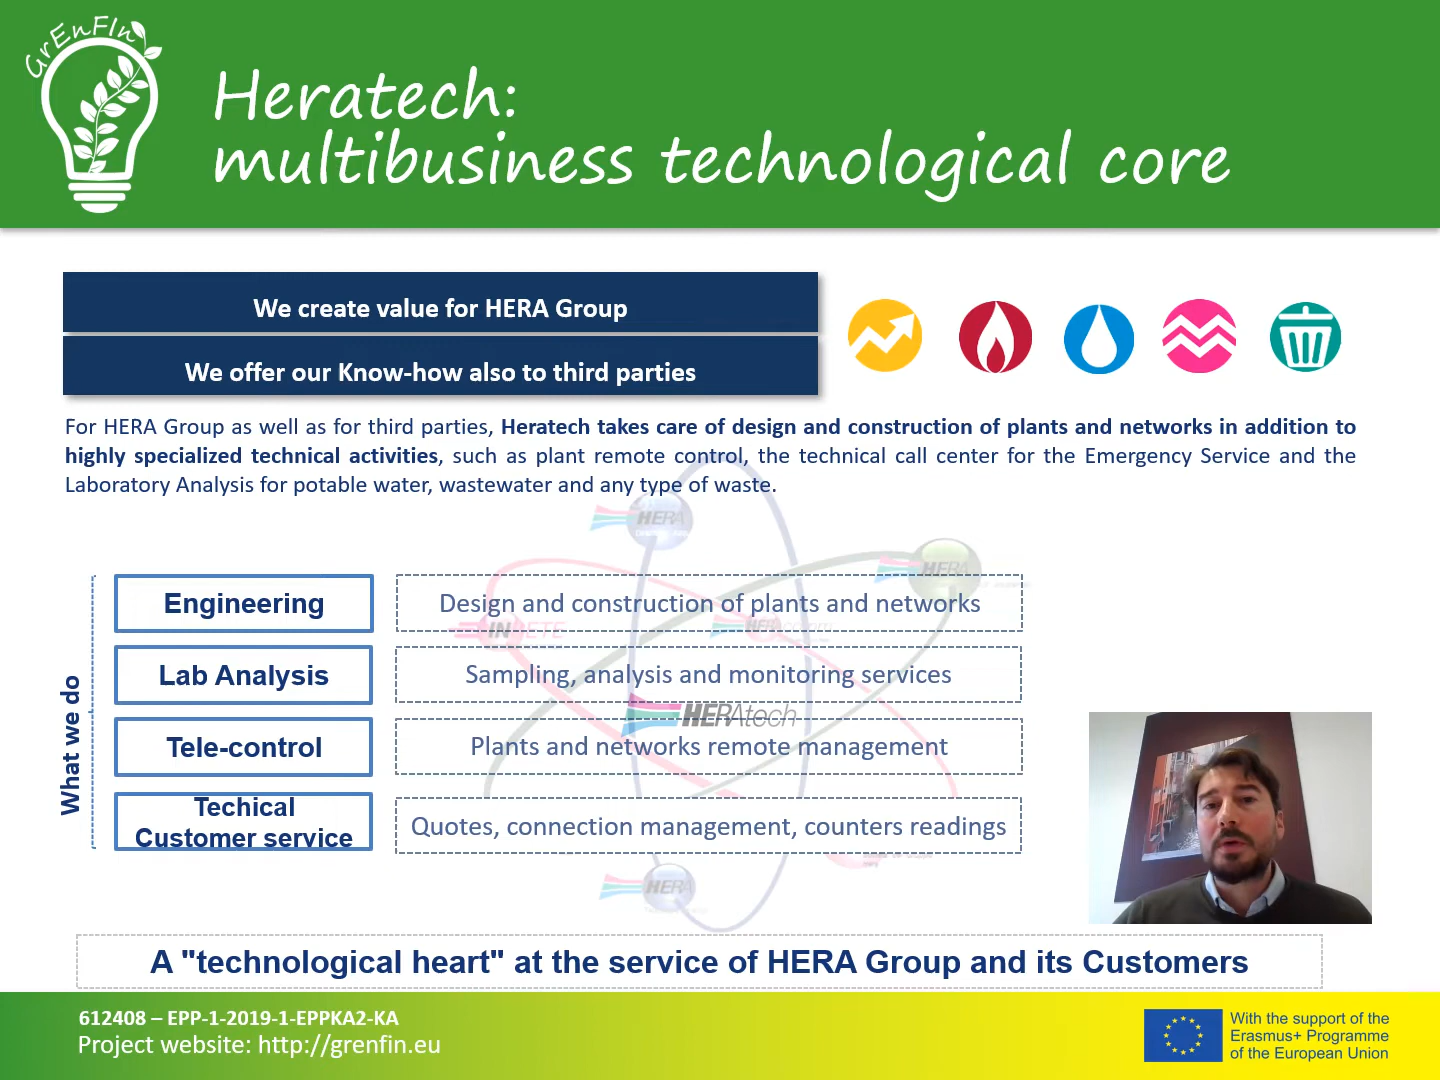 GrEnFIn
Heratech:
multibusiness technological core
We create value for HERA Group
We offer our Know-how also to third parties
For HERA Group as well as for third parties, Heratech takes care of design and construction of plants and networks in addition to
highly specialized technical activities, such as plant remote control, the technical call center for the Emergency Service and the
Laboratory Analysis for potable water, wastewater and any type of waste.
HERA
HERA
What we do
Engineering
Design and construction of plants and networks
Lab Analysis
Sampling, analysis and monitoring services
HERAtech
Tele-control
Plants and networks remote management
Techical
Customer service
Quotes, connection management, counters readings
HERA
A "technological heart" at the service of HERA Group and its Customers
612408 – EPP-1-2019-1-EPPKA2-KA
Project website: http://grenfin.eu
With the support of the
Erasmus+ Programme
of the European Union